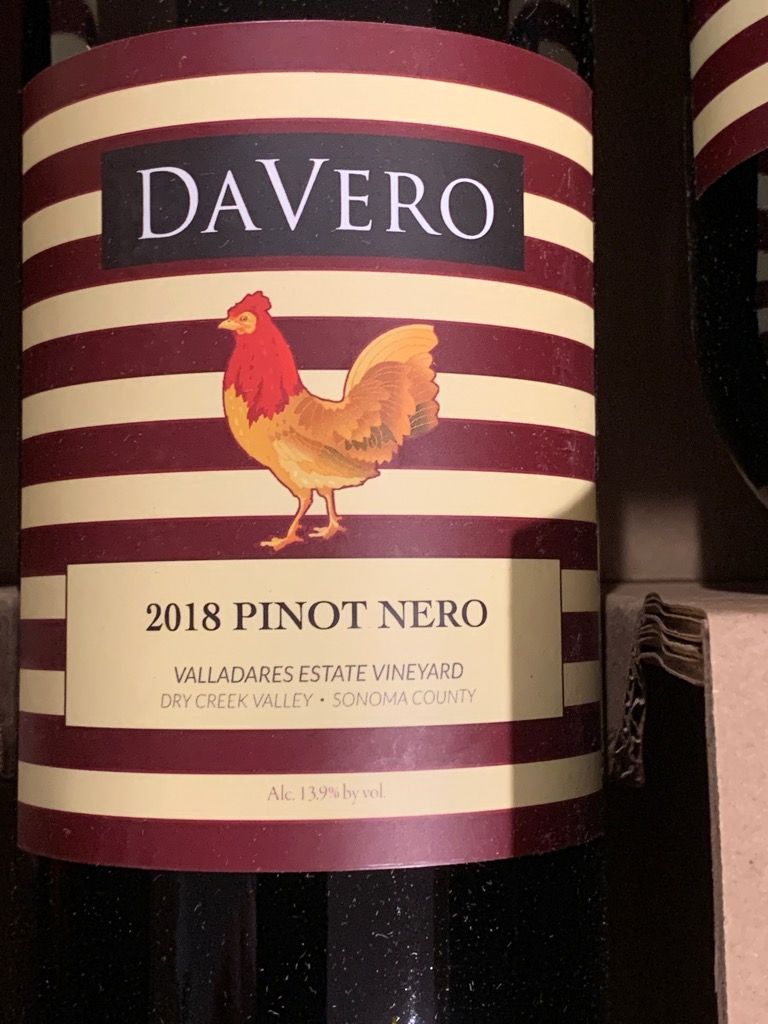 DAVERO
2018 PINOT NERO
VALLADARES ESTATE VINEYARD
DRY CREEK VALLEY • SONOMA COUNTY
Alc. 13.9% by vol.